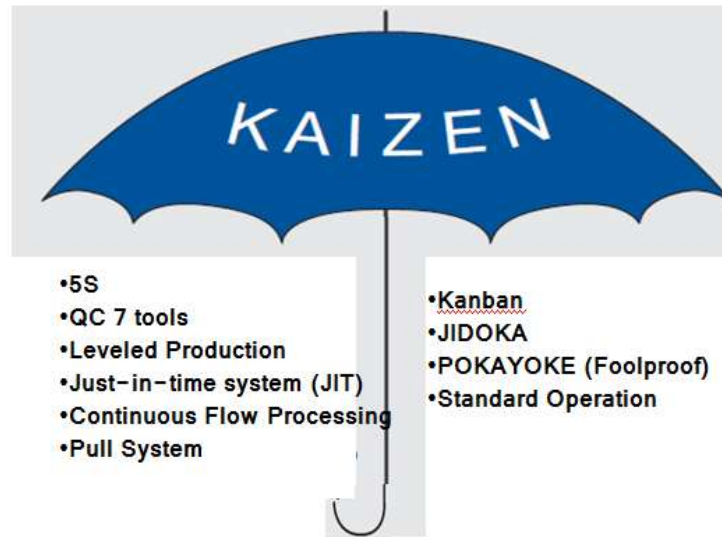 KAIZEN
•5S
•QC 7 tools
•Leveled Production
•Just-in-time system (JIT)
•Continuous Flow Processing
•Pull System
•Kanban
•JIDOKA
•POKAYOKE (Foolproof)
•Standard Operation